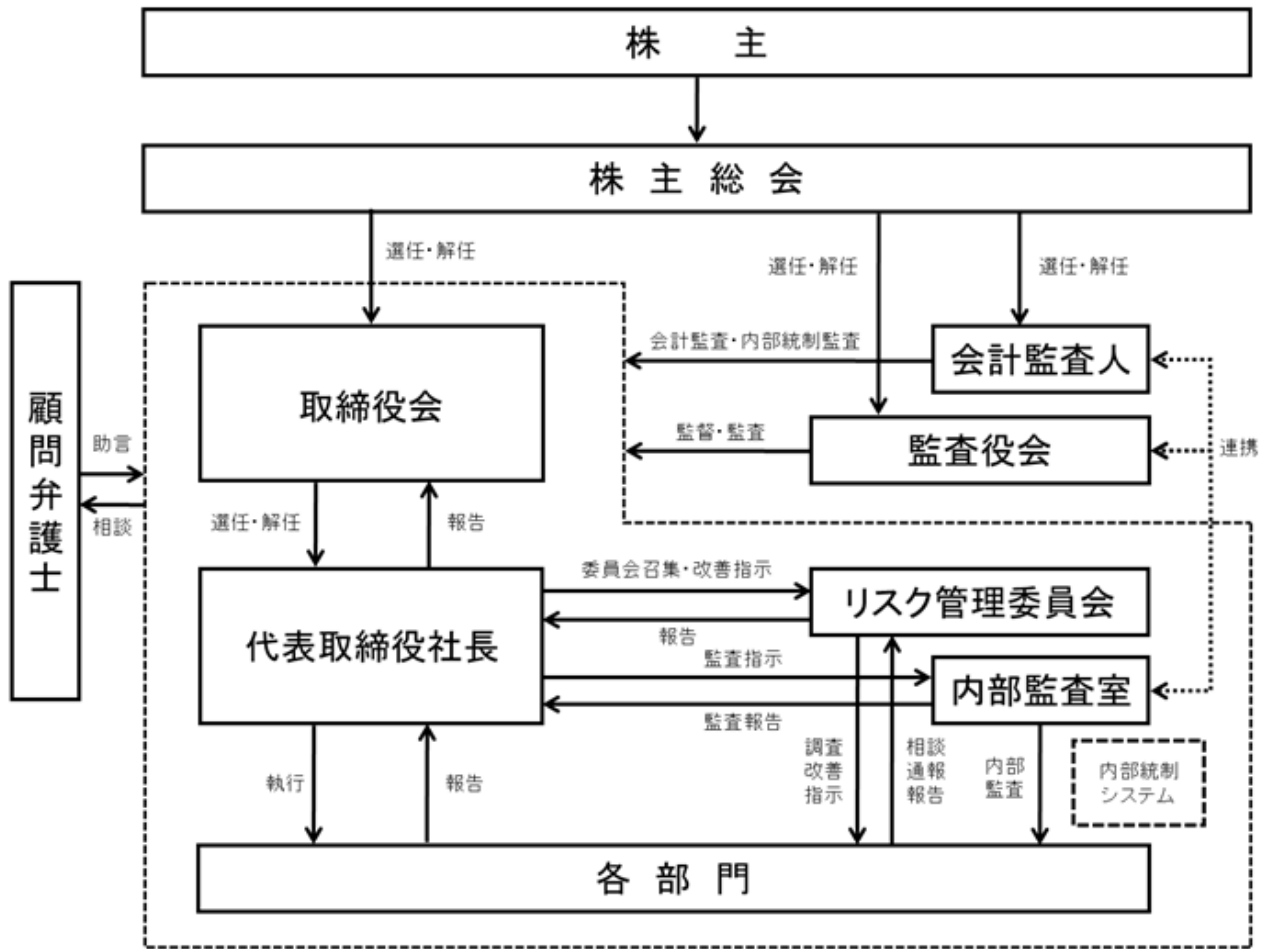 株 主
株 主 総 会
選任・解任
選任・解任
選任・解任
顧問弁護士
助言
相談
取締役会
会計監査・内部統制監査
会計監査人
監督・監査
監査役会
連携
選任・解任
報告
代表取締役社長
委員会召集・改善指示
報告
リスク管理委員会
監査指示
監査報告
内部監査室
執行
報告
調査
改善
指示
相談
通報
報告
内部
監査
内部統制
システム
各 部 門